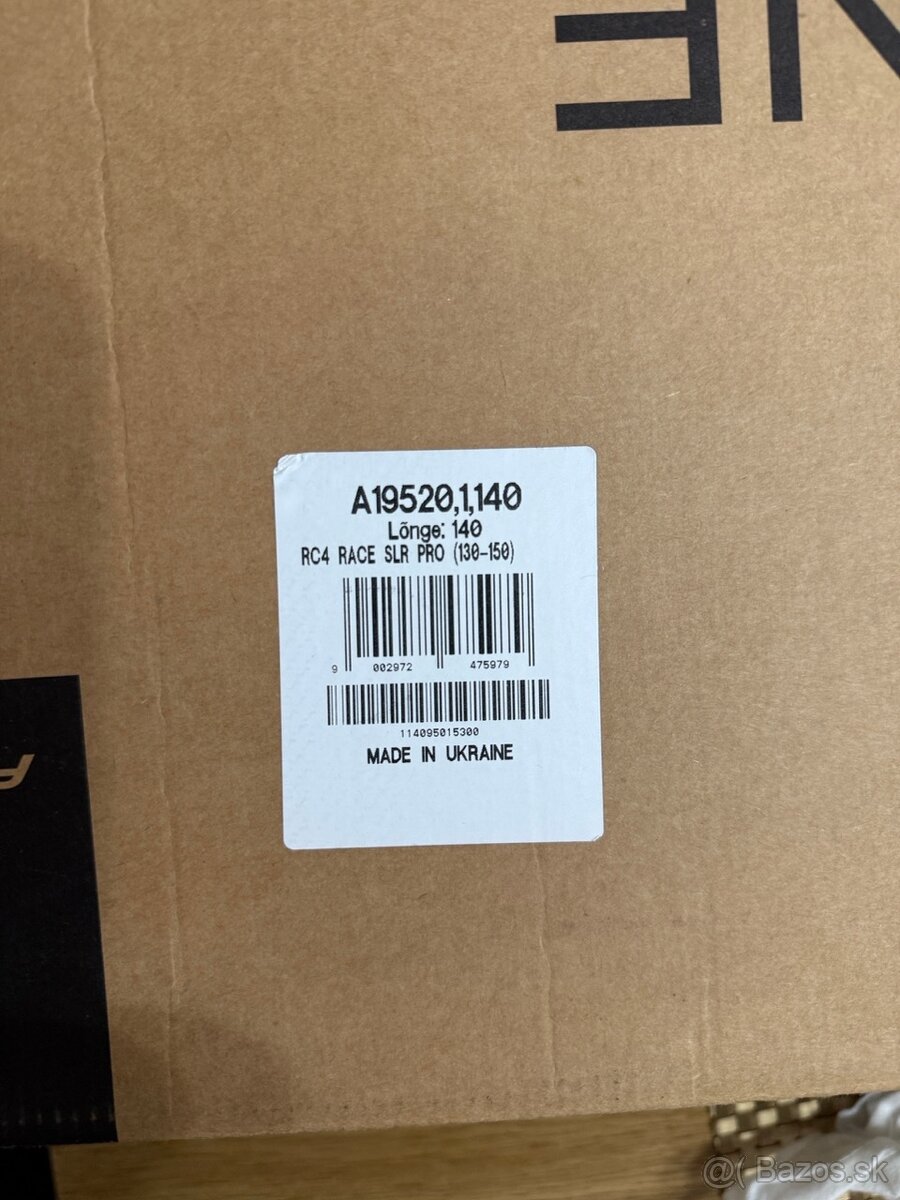 A19520,1,140
Lõnge: 140
RC4 RACE SLR PRO (130-150)
9 002972 475979
114095015300
MADE IN UKRAINE
@( Bazos.sk